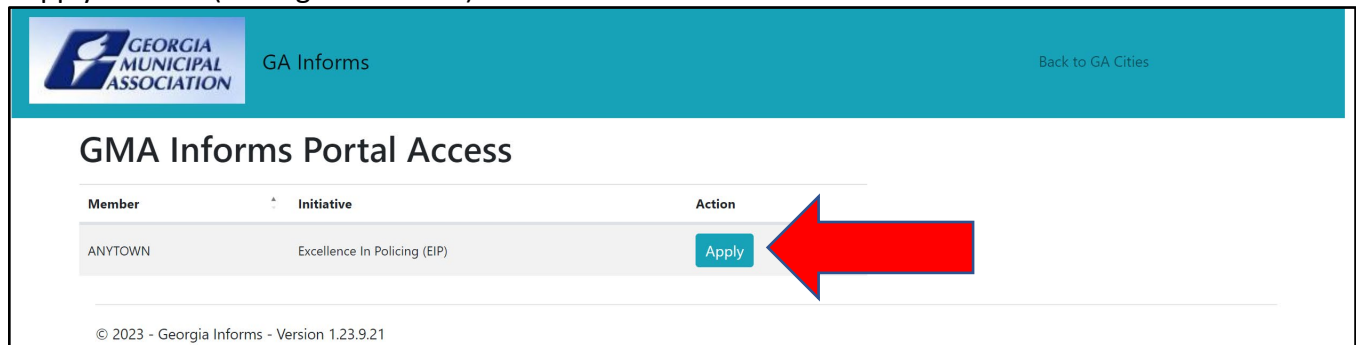 GEORGIA
MUNICIPAL
ASSOCIATION
GA Informs
Back to GA Cities
GMA Informs Portal Access
Member Initiative Action
ANYTOWN Excellence In Policing (EIP) Apply
© 2023 - Georgia Informs - Version 1.23.9.21